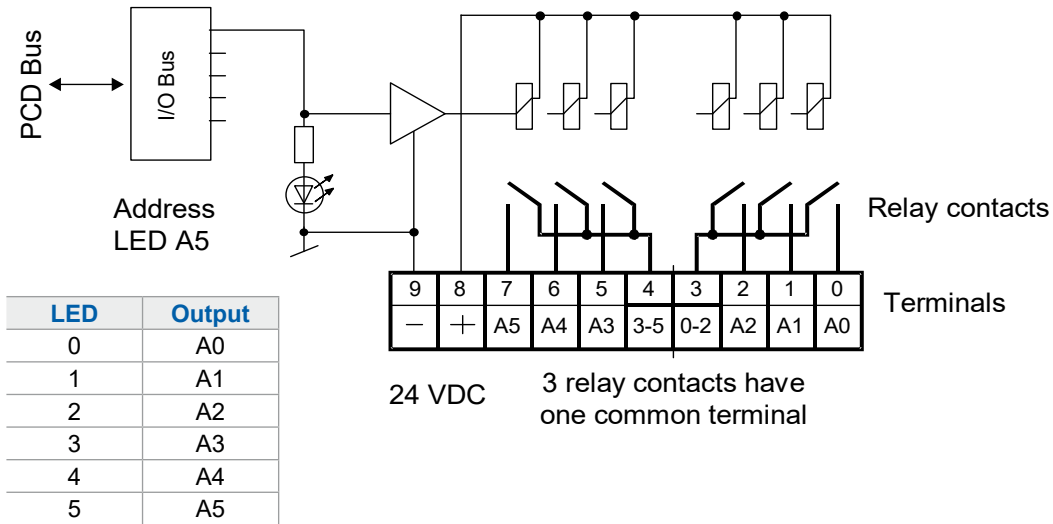 PCD Bus
I/O Bus
Address
LED A5
Relay contacts
9 8 7 6 5 4 3 2 1 0
− + A5 A4 A3 3-5 0-2 A2 A1 A0
Terminals
24 VDC
3 relay contacts have
one common terminal
LED Output
0 A0
1 A1
2 A2
3 A3
4 A4
5 A5